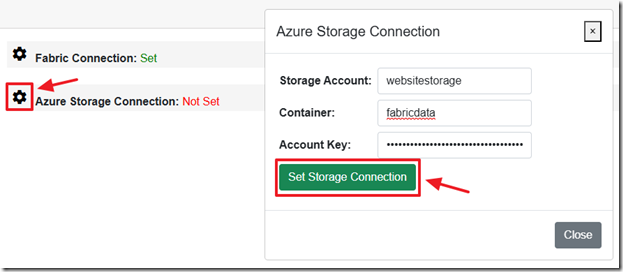 Fabric Connection: Set
Azure Storage Connection: Not Set
Azure Storage Connection
×
Storage Account: websitestorage
Container: fabricdata
Account Key: ••••••••••••••••••••••••••••••••••
Set Storage Connection
Close